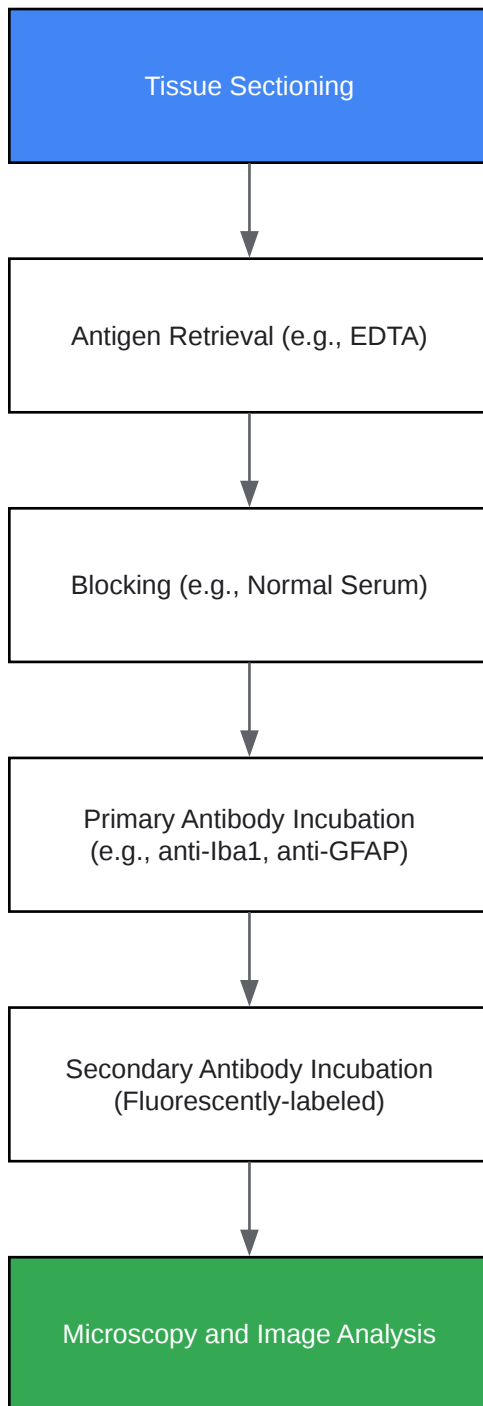 Tissue Sectioning
Antigen Retrieval (e.g., EDTA)
Blocking (e.g., Normal Serum)
Primary Antibody Incubation
(e.g., anti-Iba1, anti-GFAP)
Secondary Antibody Incubation
(Fluorescently-labeled)
Microscopy and Image Analysis